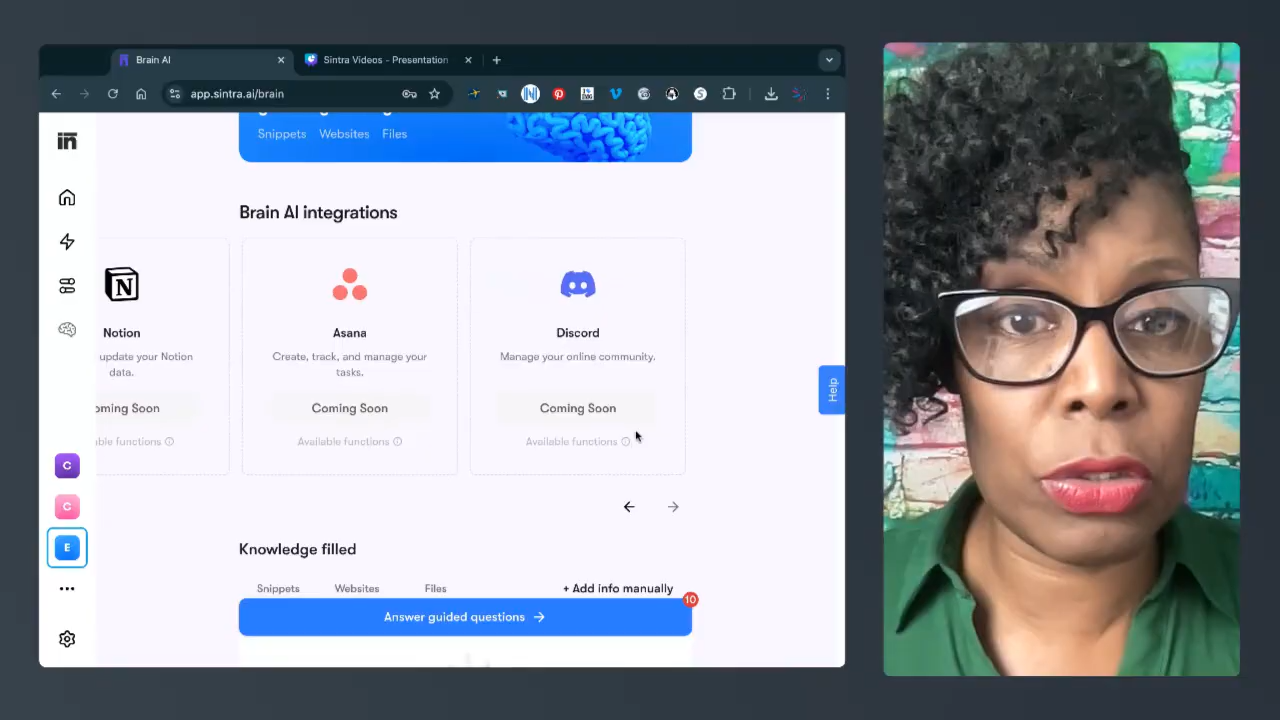 Brain AI
Sintra Videos - Presentation
app.sintra.ai/brain
Snippets Websites Files
Brain AI integrations
Notion
update your Notion
data.
oming Soon
ble functions
Asana
Create, track, and manage your
tasks.
Coming Soon
Available functions
Discord
Manage your online community.
Coming Soon
Available functions
Help
C
C
E
Knowledge filled
Snippets Websites Files + Add info manually
Answer guided questions
10